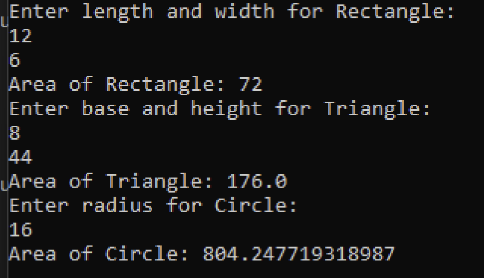 Enter length and width for Rectangle:
12
6
Area of Rectangle: 72
Enter base and height for Triangle:
8
44
Area of Triangle: 176.0
Enter radius for Circle:
16
Area of Circle: 804.247719318987